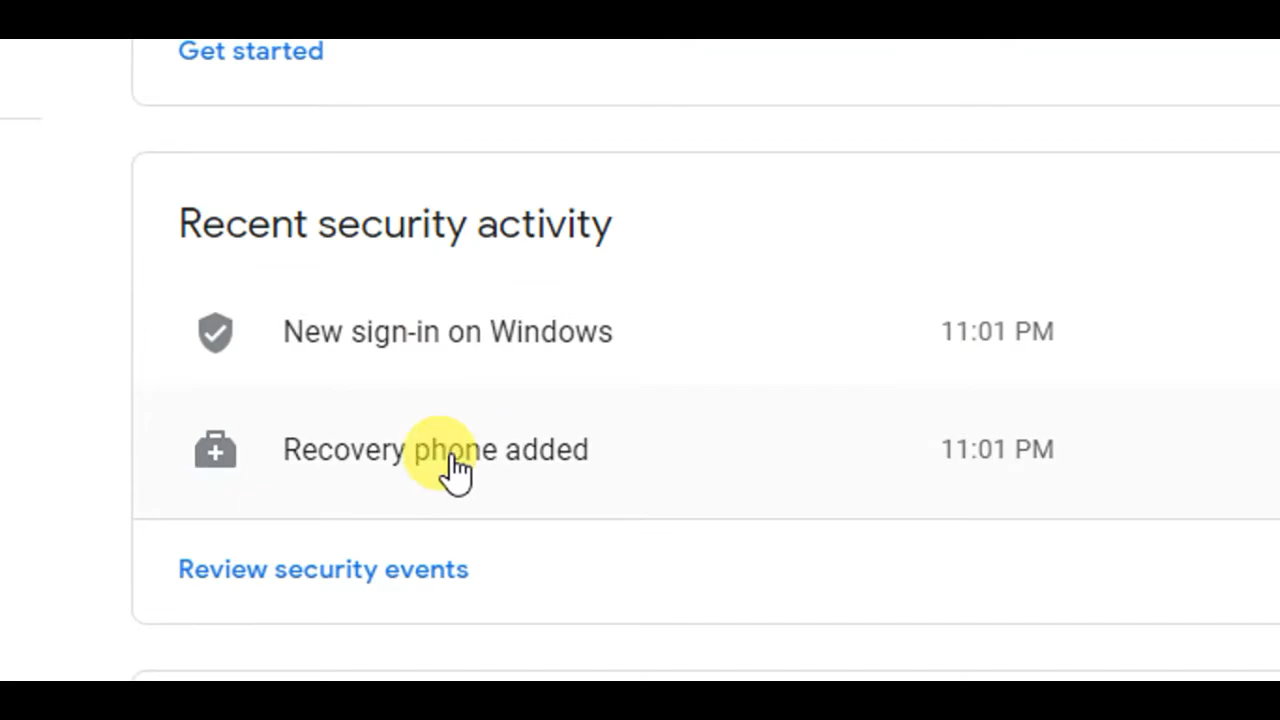 Get started
Recent security activity
New sign-in on Windows 11:01 PM
Recovery phone added 11:01 PM
Review security events